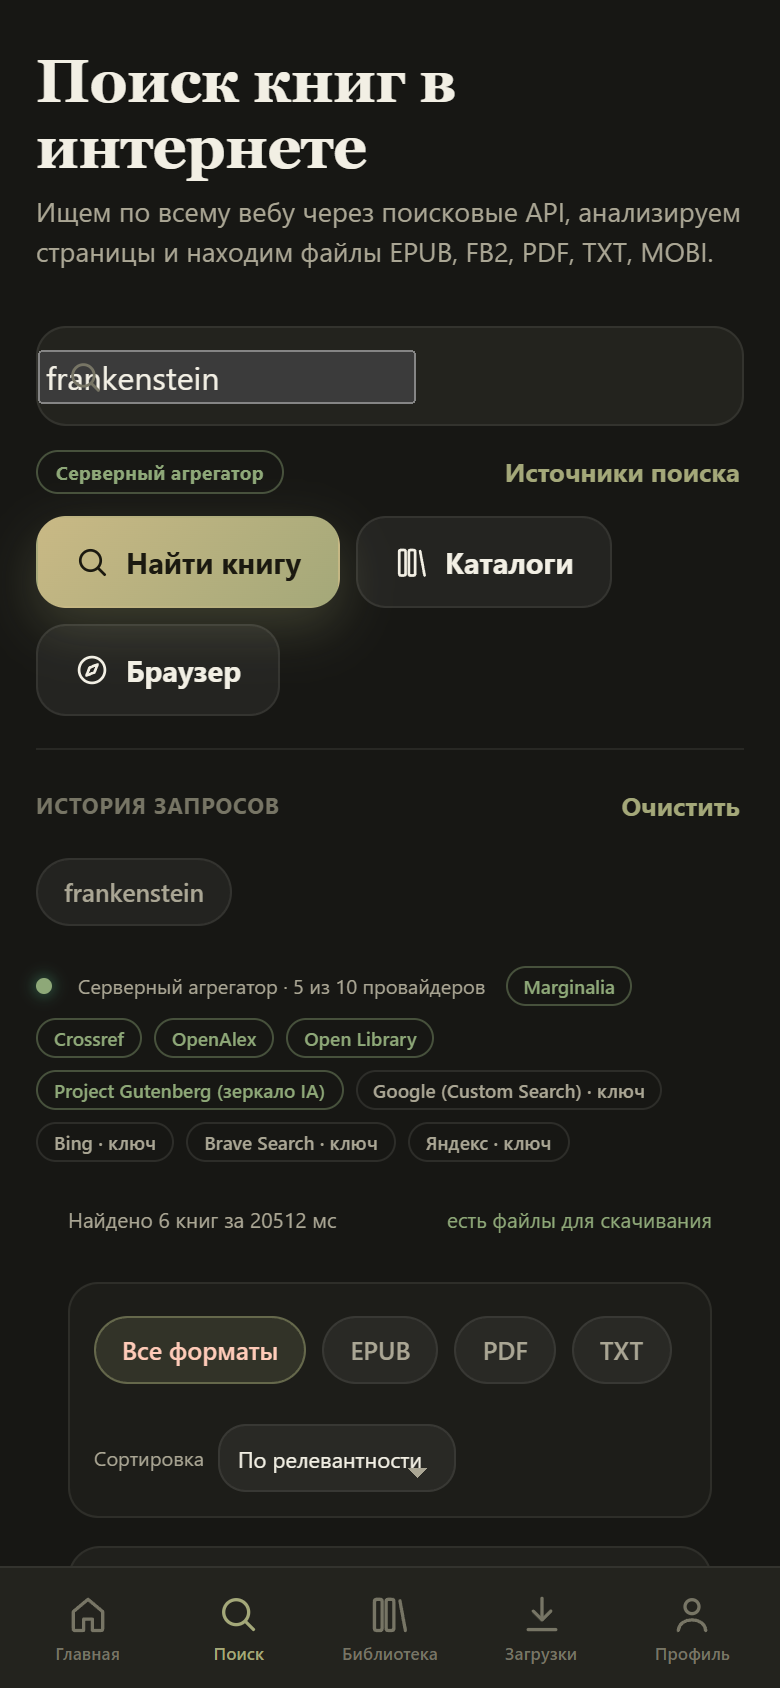 Поиск книг в
интернете
Ищем по всему вебу через поисковые API, анализируем
страницы и находим файлы EPUB, FB2, PDF, TXT, MOBI.
frankenstein
Серверный агрегатор
Источники поиска
Найти книгу
Каталоги
Браузер
ИСТОРИЯ ЗАПРОСОВ
Очистить
frankenstein
Серверный агрегатор · 5 из 10 провайдеров
Marginalia
Crossref
OpenAlex
Open Library
Project Gutenberg (зеркало IA)
Google (Custom Search) · ключ
Bing · ключ
Brave Search · ключ
Яндекс · ключ
Найдено 6 книг за 20512 мс
есть файлы для скачивания
Все форматы
EPUB
PDF
TXT
Сортировка
По релевантности
Главная
Поиск
Библиотека
Загрузки
Профиль